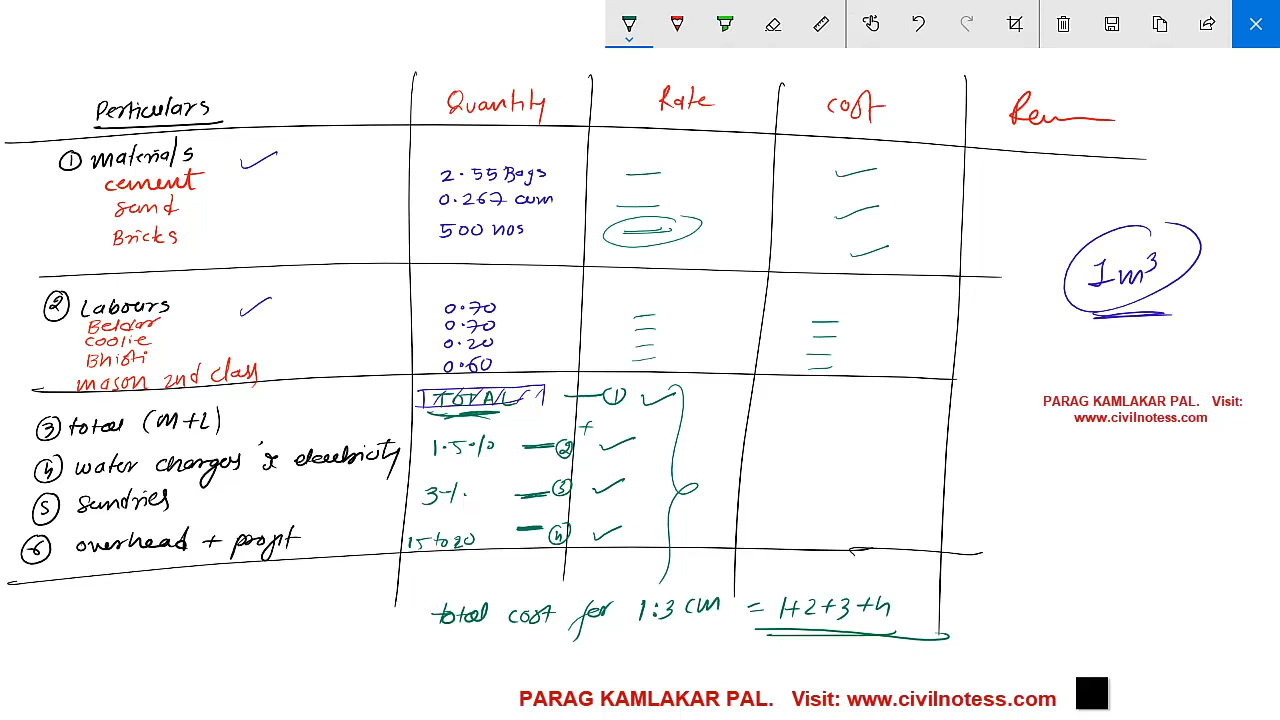 Perticulars Quantity Rate cost
① materials
cement 2.55 Bags
sand 0.267 cum
Bricks 500 nos
1m³
② Labours 0.70
Beldar 0.70
coolie 0.20
Bhisti 0.60
mason 2nd class
TOTAL — ①
③ total (M+L)
1.5% — ②
+
④ water charges & electricity
⑤ sundries 3% — ③
⑥ overhead + profit 15 to 20 — ④
total cost for 1:3 CM = 1+2+3+4
PARAG KAMLAKAR PAL. Visit:
www.civilnotess.com
PARAG KAMLAKAR PAL. Visit: www.civilnotess.com